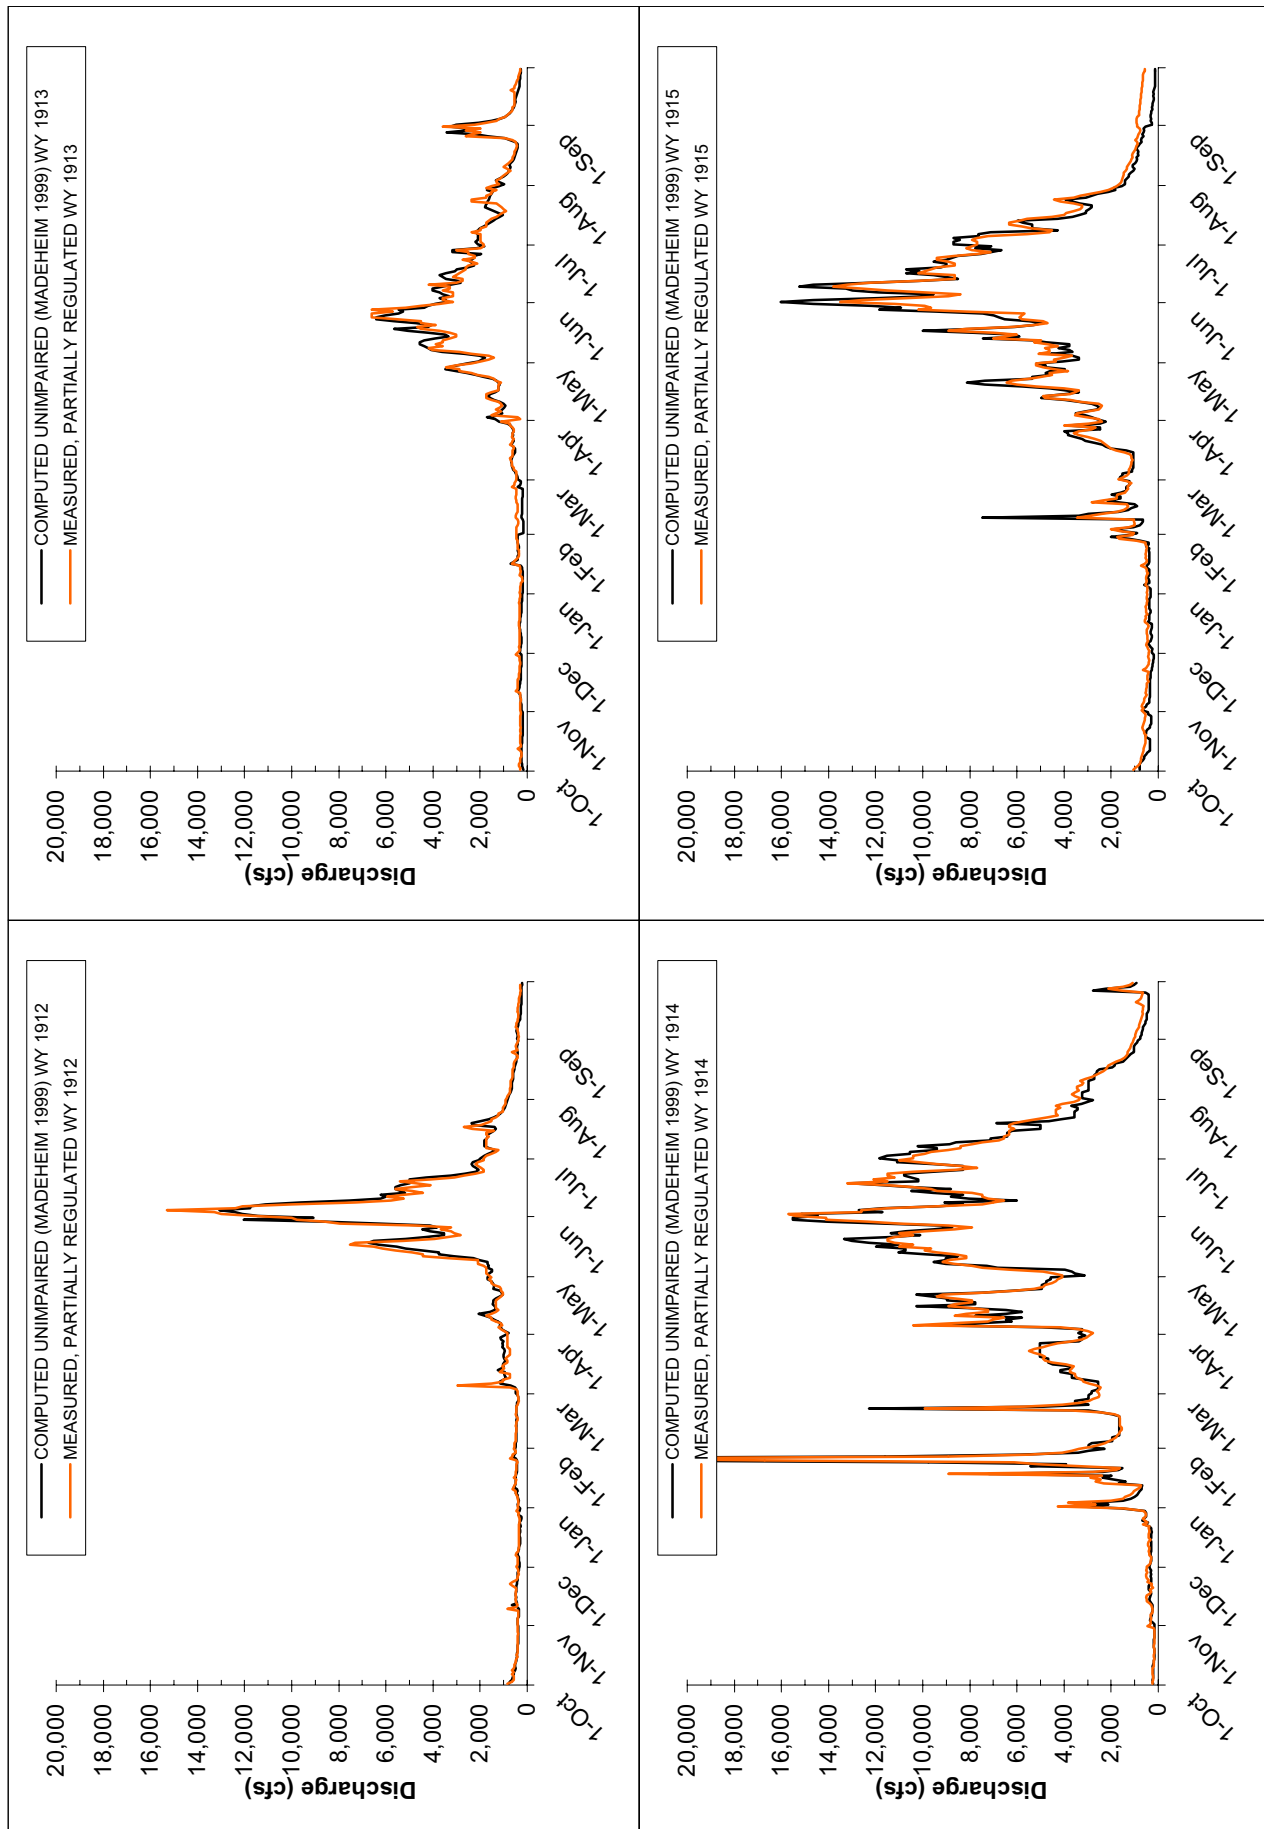 COMPUTED UNIMPAIRED (MADEHEIM 1999) WY 1912
MEASURED, PARTIALLY REGULATED WY 1912
Discharge (cfs)
20,000
18,000
16,000
14,000
12,000
10,000
8,000
6,000
4,000
2,000
0
1-Oct
1-Nov
1-Dec
1-Jan
1-Feb
1-Mar
1-Apr
1-May
1-Jun
1-Jul
1-Aug
1-Sep
COMPUTED UNIMPAIRED (MADEHEIM 1999) WY 1913
MEASURED, PARTIALLY REGULATED WY 1913
Discharge (cfs)
20,000
18,000
16,000
14,000
12,000
10,000
8,000
6,000
4,000
2,000
0
1-Oct
1-Nov
1-Dec
1-Jan
1-Feb
1-Mar
1-Apr
1-May
1-Jun
1-Jul
1-Aug
1-Sep
COMPUTED UNIMPAIRED (MADEHEIM 1999) WY 1914
MEASURED, PARTIALLY REGULATED WY 1914
Discharge (cfs)
20,000
18,000
16,000
14,000
12,000
10,000
8,000
6,000
4,000
2,000
0
1-Oct
1-Nov
1-Dec
1-Jan
1-Feb
1-Mar
1-Apr
1-May
1-Jun
1-Jul
1-Aug
1-Sep
COMPUTED UNIMPAIRED (MADEHEIM 1999) WY 1915
MEASURED, PARTIALLY REGULATED WY 1915
Discharge (cfs)
20,000
18,000
16,000
14,000
12,000
10,000
8,000
6,000
4,000
2,000
0
1-Oct
1-Nov
1-Dec
1-Jan
1-Feb
1-Mar
1-Apr
1-May
1-Jun
1-Jul
1-Aug
1-Sep